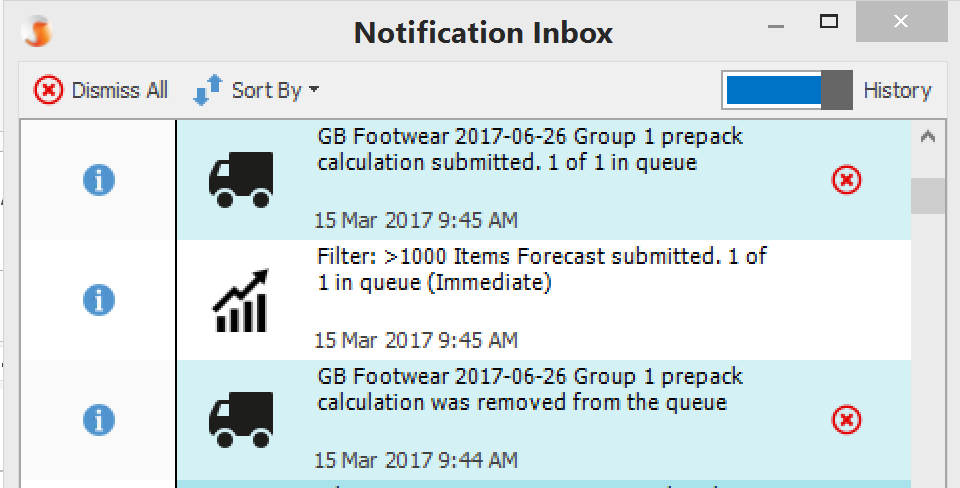 Notification Inbox
Dismiss All
Sort By
History
GB Footwear 2017-06-26 Group 1 prepack
calculation submitted. 1 of 1 in queue
15 Mar 2017 9:45 AM
Filter: >1000 Items Forecast submitted. 1 of
1 in queue (Immediate)
15 Mar 2017 9:45 AM
GB Footwear 2017-06-26 Group 1 prepack
calculation was removed from the queue
15 Mar 2017 9:44 AM